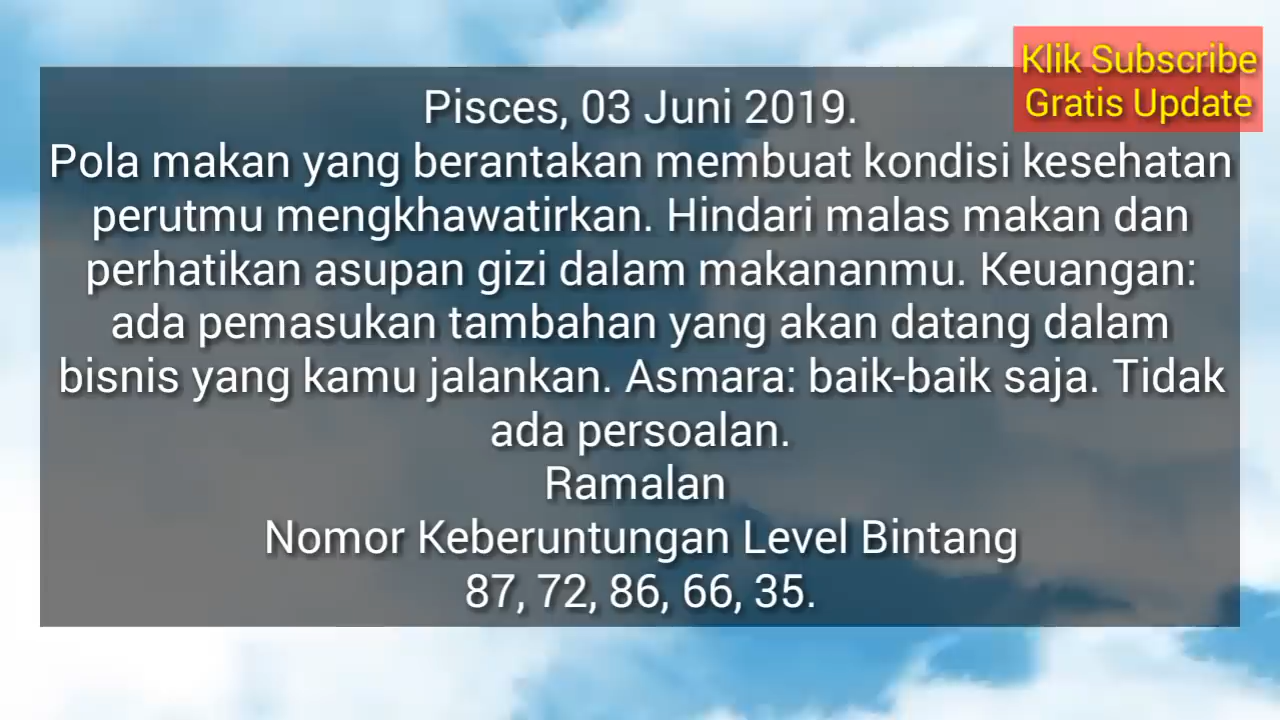 Klik Subscribe
Gratis Update
Pisces, 03 Juni 2019.
Pola makan yang berantakan membuat kondisi kesehatan
perutmu mengkhawatirkan. Hindari malas makan dan
perhatikan asupan gizi dalam makananmu. Keuangan:
ada pemasukan tambahan yang akan datang dalam
bisnis yang kamu jalankan. Asmara: baik-baik saja. Tidak
ada persoalan.
Ramalan
Nomor Keberuntungan Level Bintang
87, 72, 86, 66, 35.